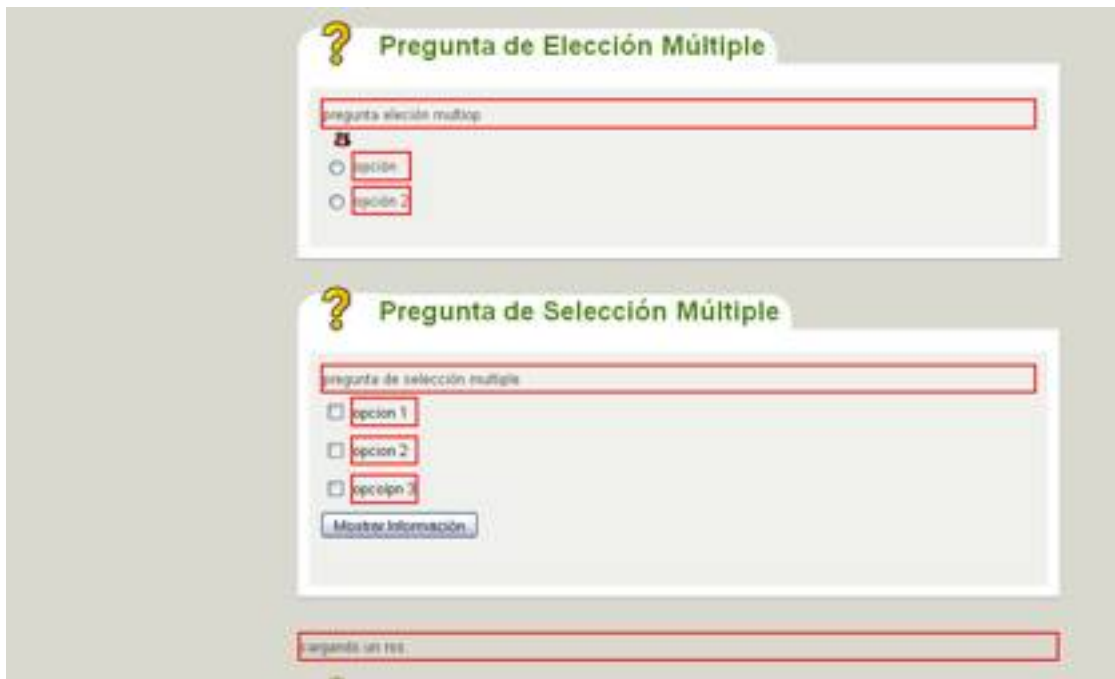 Pregunta de Elección Múltiple
pregunta eleción multiop
opción
opción 2
Pregunta de Selección Múltiple
pregunta de selección multiple
opcion 1
opcion 2
opcoipn 3
Mostrar Información
cargando un rss